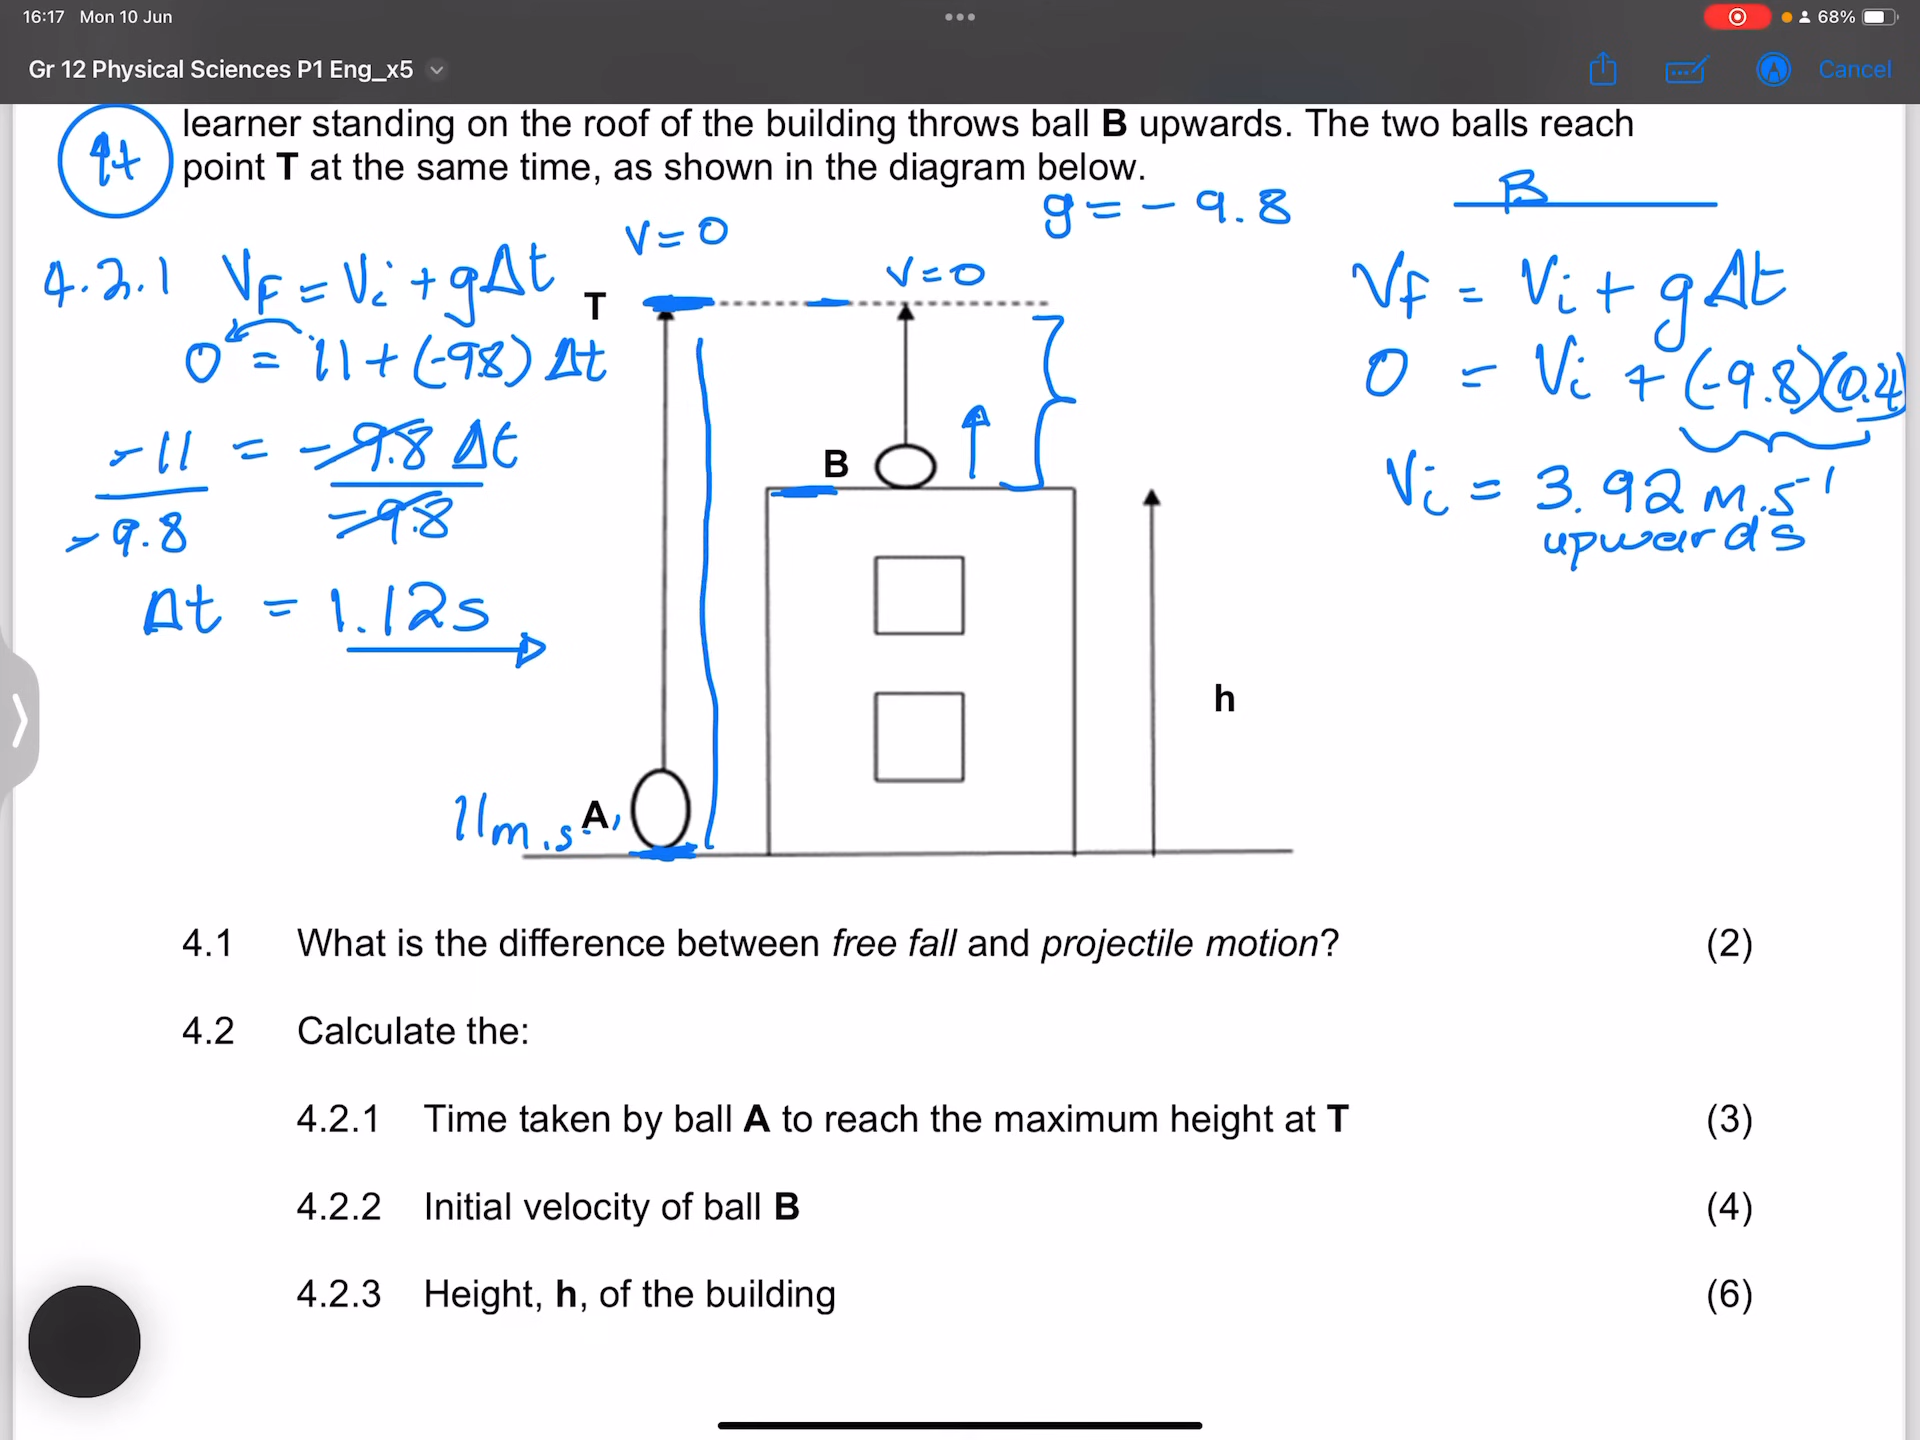 16:17 Mon 10 Jun
68%
Gr 12 Physical Sciences P1 Eng_x5
Cancel
learner standing on the roof of the building throws ball B upwards. The two balls reach
point T at the same time, as shown in the diagram below.
g = - 9.8
B
V = 0
V = 0
4.2.1 VF = Vi + gΔt
0 = 11 + (-9.8) Δt
-11 = -9.8 Δt
-9.8 -9.8
Δt = 1.12s
T
B
VF = Vi + gΔt
0 = Vi + (-9.8)(0.4)
Vi = 3.92 m.s-1
upwards
h
11m.s-1
A
4.1 What is the difference between free fall and projectile motion? (2)
4.2 Calculate the:
4.2.1 Time taken by ball A to reach the maximum height at T (3)
4.2.2 Initial velocity of ball B (4)
4.2.3 Height, h, of the building (6)